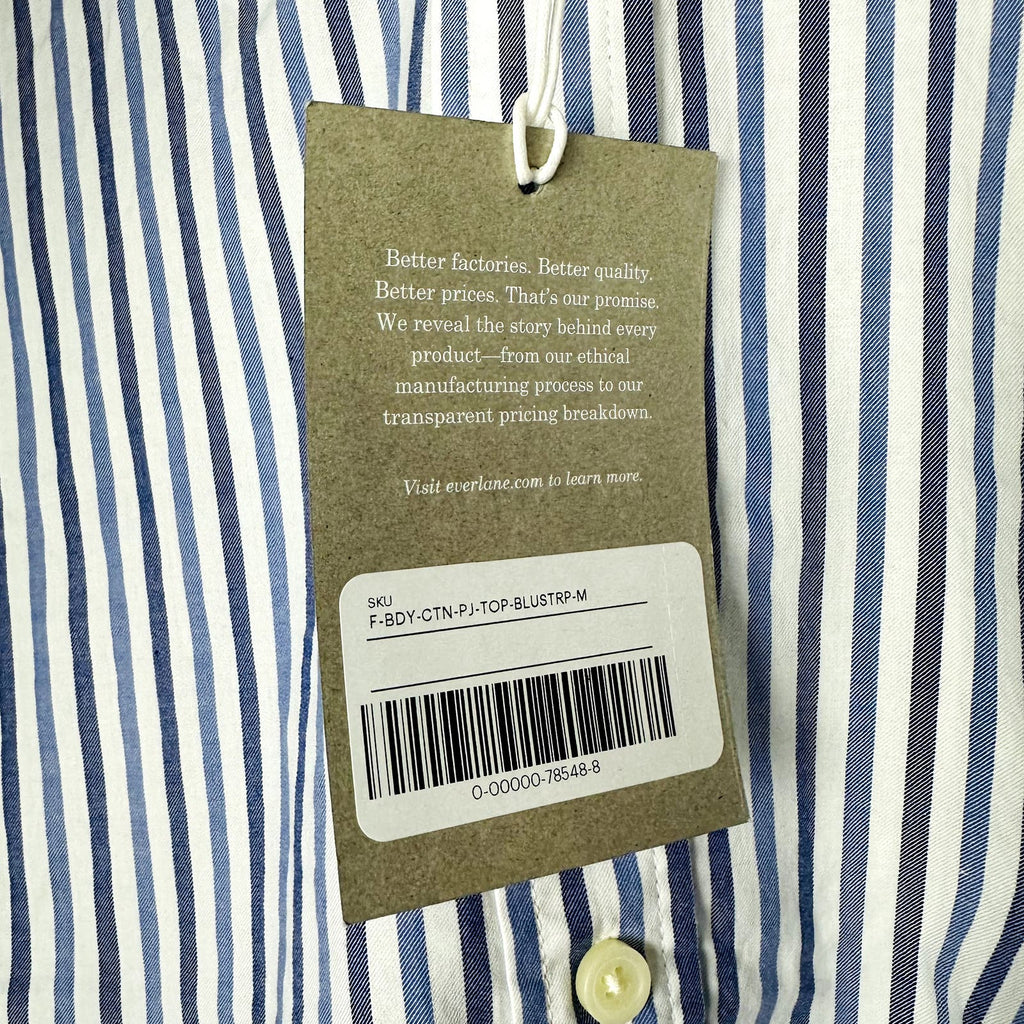 Better factories. Better quality.
Better prices. That's our promise.
We reveal the story behind every
product—from our ethical
manufacturing process to our
transparent pricing breakdown.
Visit everlane.com to learn more.
SKU
F-BDY-CTN-PJ-TOP-BLUSTRP-M
0-00000-78548-8